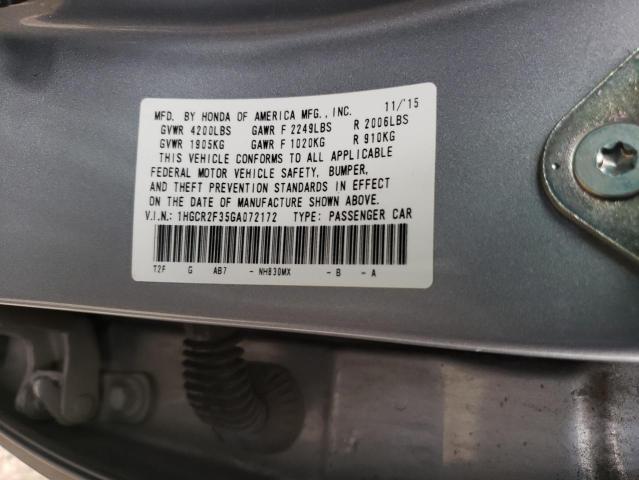 MFD. BY HONDA OF AMERICA MFG., INC. 11/'15
GVWR 4200LBS GAWR F 2249LBS R 2006LBS
GVWR 1905KG GAWR F 1020KG R 910KG
THIS VEHICLE CONFORMS TO ALL APPLICABLE
FEDERAL MOTOR VEHICLE SAFETY, BUMPER,
AND THEFT PREVENTION STANDARDS IN EFFECT
ON THE DATE OF MANUFACTURE SHOWN ABOVE.
V.I.N.: 1HGCR2F35GA072172 TYPE: PASSENGER CAR
T2F G AB7 - NH830MX - B - A